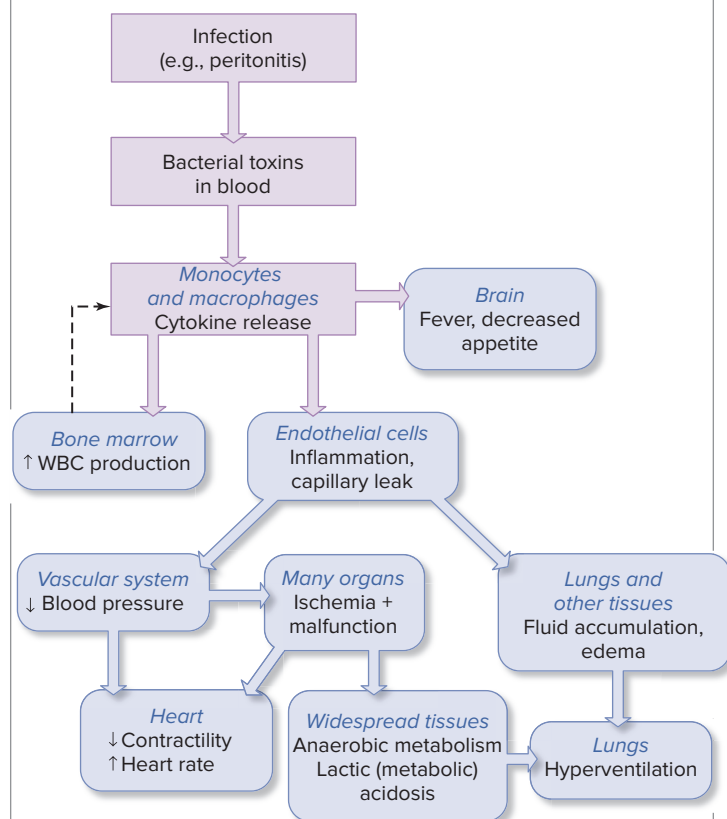 Infection
(e.g., peritonitis)
Bacterial toxins
in blood
Monocytes
and macrophages
Cytokine release
Brain
Fever, decreased
appetite
Bone marrow
↑ WBC production
Endothelial cells
Inflammation,
capillary leak
Vascular system
↓ Blood pressure
Many organs
Ischemia +
malfunction
Lungs and
other tissues
Fluid accumulation,
edema
Heart
↓ Contractility
↑ Heart rate
Widespread tissues
Anaerobic metabolism
Lactic (metabolic)
acidosis
Lungs
Hyperventilation